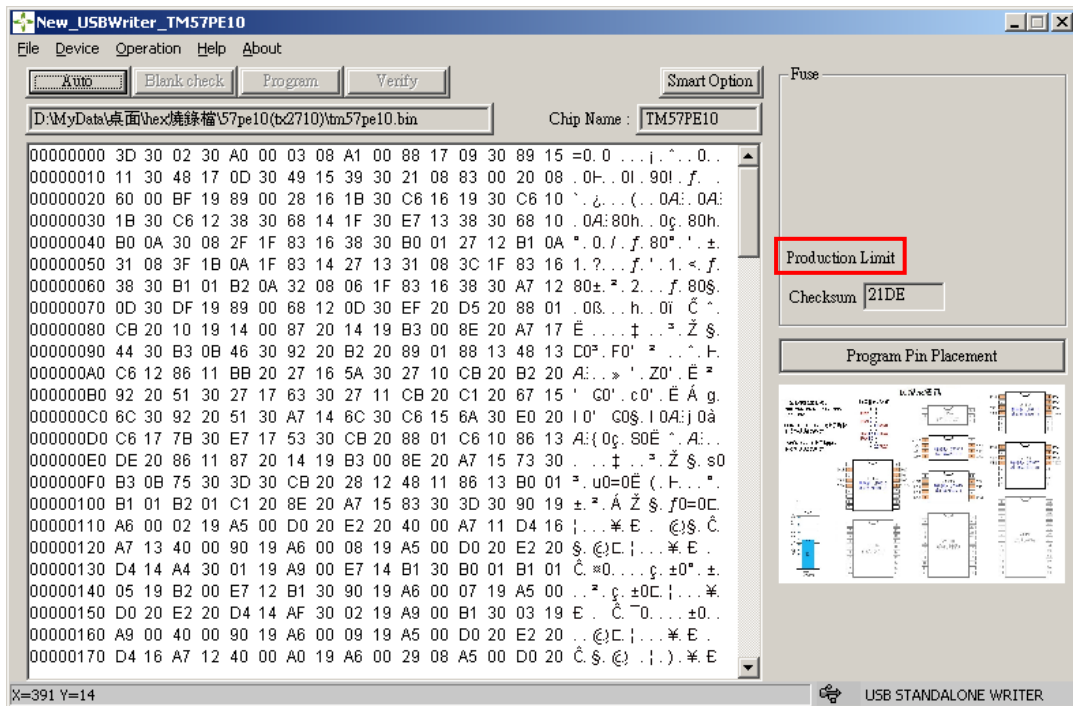 New_USBWriter_TM57PE10
File Device Operation Help About
Auto Blank check Program Verify Smart Option
D:\MyData\桌面\hex燒錄檔\57pe10(tx2710)\tm57pe10.bin Chip Name : TM57PE10
00000000 3D 30 02 30 A0 00 03 08 A1 00 88 17 09 30 89 15 =0. 0 . . . ¡ . ˆ . . 0 . .
00000010 11 30 48 17 0D 30 49 15 39 30 21 08 83 00 20 08
00000020 60 00 BF 19 89 00 28 16 1B 30 C6 16 19 30 C6 10
00000030 1B 30 C6 12 38 30 68 14 1F 30 E7 13 38 30 68 10
00000040 B0 0A 30 08 2F 1F 83 16 38 30 B0 01 27 12 B1 0A
00000050 31 08 3F 1B 0A 1F 83 14 27 13 31 08 3C 1F 83 16
00000060 38 30 B1 01 B2 0A 32 08 06 1F 83 16 38 30 A7 12
00000070 0D 30 DF 19 89 00 68 12 0D 30 EF 20 D5 20 88 01
00000080 CB 20 10 19 14 00 87 20 14 19 B3 00 8E 20 A7 17
00000090 44 30 B3 0B 46 30 92 20 B2 20 89 01 88 13 48 13
000000A0 C6 12 86 11 BB 20 27 16 5A 30 27 10 CB 20 B2 20
000000B0 92 20 51 30 27 17 63 30 27 11 CB 20 C1 20 67 15
000000C0 6C 30 92 20 51 30 A7 14 6C 30 C6 15 6A 30 E0 20
000000D0 C6 17 7B 30 E7 17 53 30 CB 20 88 01 C6 10 86 13
000000E0 DE 20 86 11 87 20 14 19 B3 00 8E 20 A7 15 73 30
000000F0 B3 0B 75 30 3D 30 CB 20 28 12 48 11 86 13 B0 01
00000100 B1 01 B2 01 C1 20 8E 20 A7 15 83 30 3D 30 90 19
00000110 A6 00 02 19 A5 00 D0 20 E2 20 40 00 A7 11 D4 16
00000120 A7 13 40 00 90 19 A6 00 08 19 A5 00 D0 20 E2 20
00000130 D4 14 A4 30 01 19 A9 00 E7 14 B1 30 B0 01 B1 01
00000140 05 19 B2 00 E7 12 B1 30 90 19 A6 00 07 19 A5 00
00000150 D0 20 E2 20 D4 14 AF 30 02 19 A9 00 B1 30 03 19
00000160 A9 00 40 00 90 19 A6 00 09 19 A5 00 D0 20 E2 20
00000170 D4 16 A7 12 40 00 A0 19 A6 00 29 08 A5 00 D0 20
Fuse
Production Limit
Checksum 21DE
Program Pin Placement
X=391 Y=14 USB STANDALONE WRITER